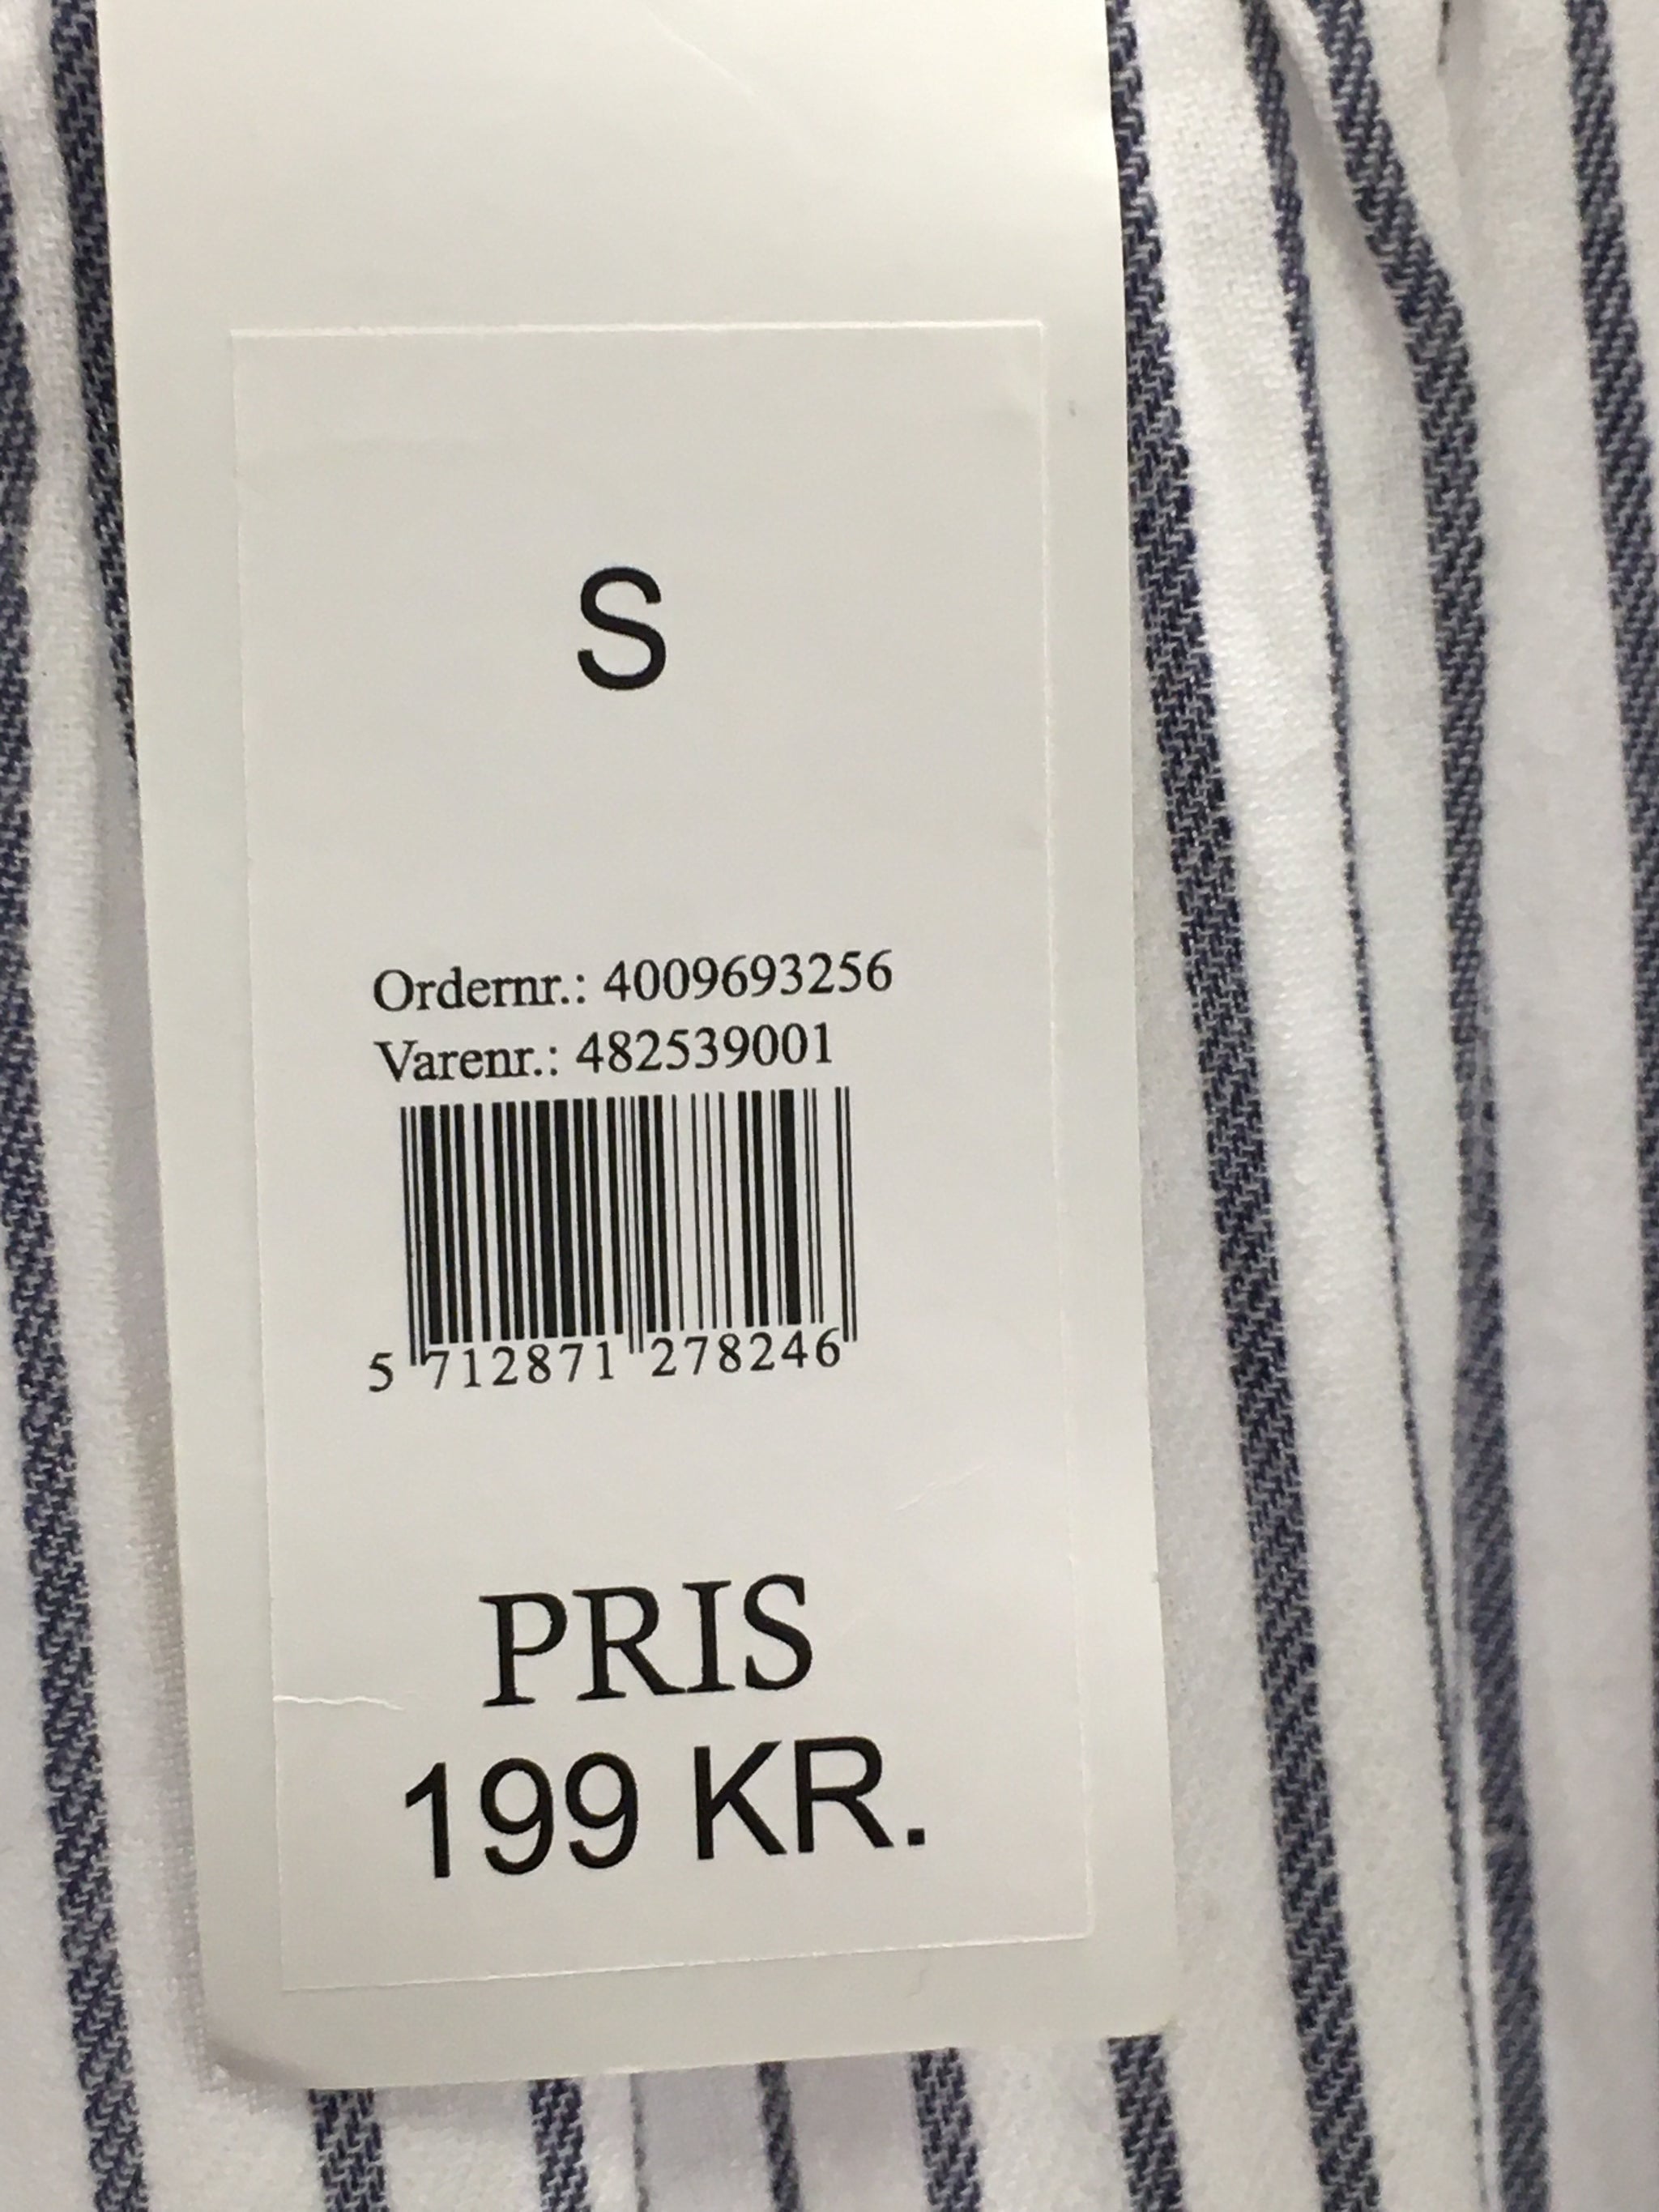 S
Ordernr.: 4009693256
Varenr.: 482539001
5 712871 278246
PRIS
199 KR.